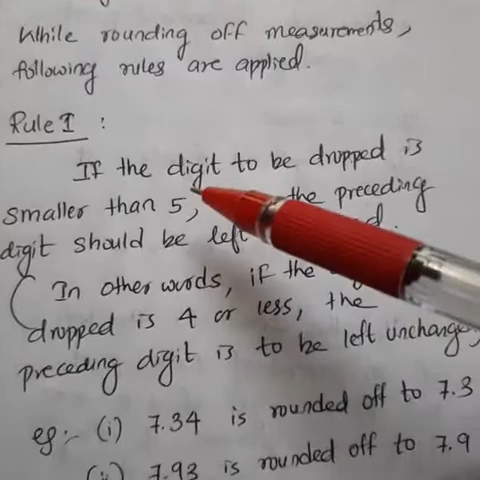 While rounding off measurements,
following rules are applied.
Rule I :
If the digit to be dropped is
smaller than 5, the preceding
digit should be left
In other words, if the
dropped is 4 or less, the
preceding digit is to be left unchange
eg:- (i) 7.34 is rounded off to 7.3
(ii) 7.93 is rounded off to 7.9